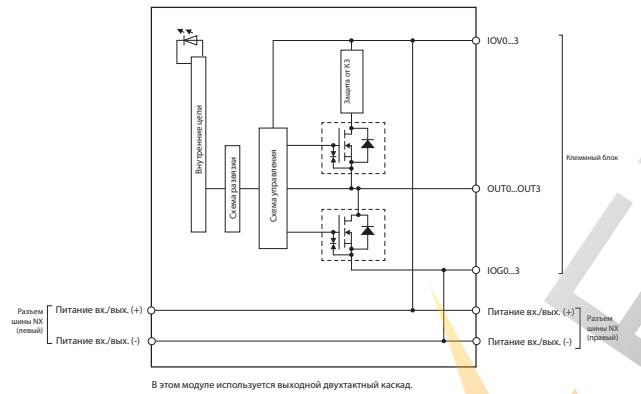 IOV0...3
Защита от КЗ
Внутренние цепи
Схема развязки
Схема управления
Клеммный блок
OUT0...OUT3
IOG0...3
Разъем
шины NX
(левый)
Питание вх./вых. (+)
Питание вх./вых. (-)
Питание вх./вых. (+)
Питание вх./вых. (-)
Разъем
шины NX
(правый)
В этом модуле используется выходной двухтактный каскад.